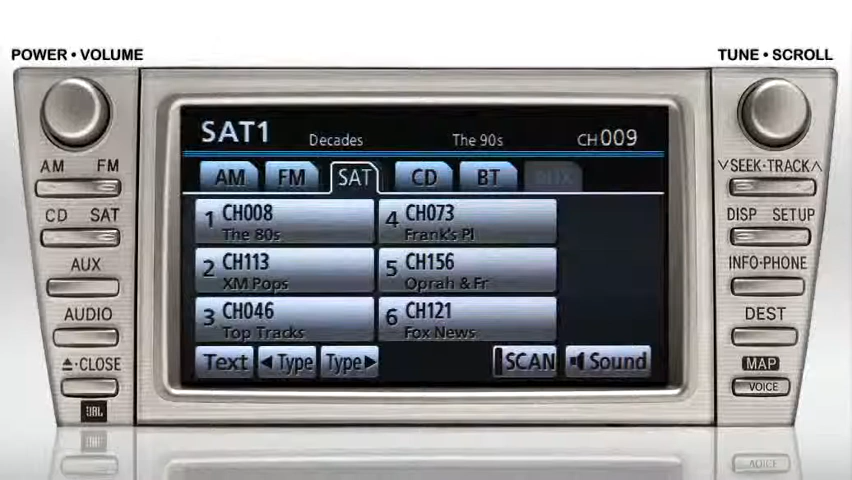 POWER • VOLUME
TUNE • SCROLL
SAT1 Decades The 90s CH009
AM FM SAT CD BT AUX
AM FM
CD SAT
AUX
AUDIO
⏏•CLOSE
JBL
1 CH008
The 80s
2 CH113
XM Pops
3 CH046
Top Tracks
4 CH073
Frank's Pl
5 CH156
Oprah & Fr
6 CH121
Fox News
Text ◀Type Type▶ SCAN Sound
∨SEEK•TRACK∧
DISP SETUP
INFO•PHONE
DEST
MAP
VOICE